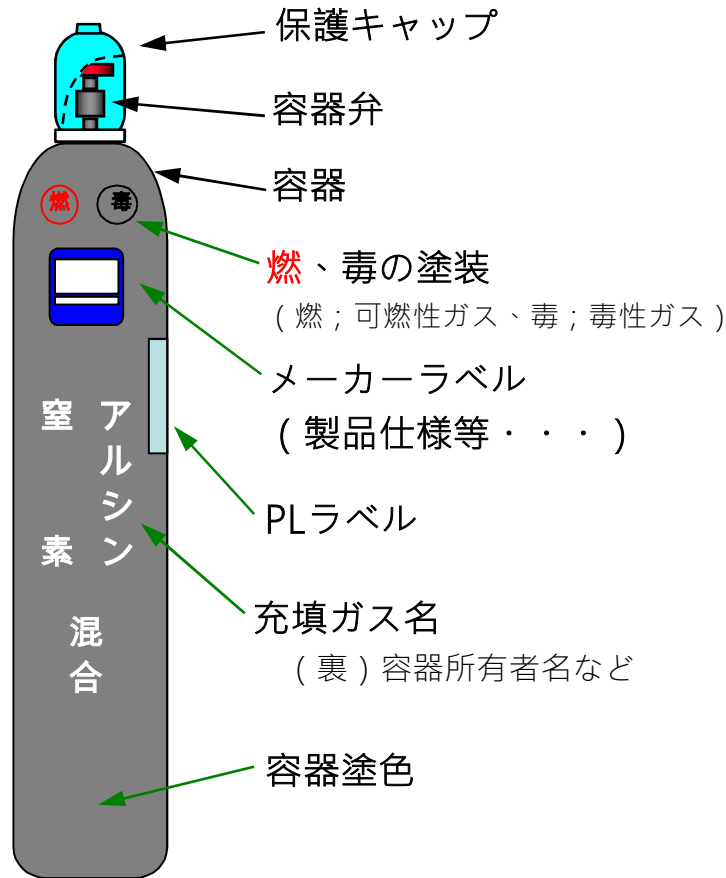 保護キャップ
容器弁
容器
燃 毒
燃、毒の塗装
(燃;可燃性ガス、毒;毒性ガス)
メーカーラベル
(製品仕様等・・・)
アルシン
窒素
混合
PLラベル
充填ガス名
(裏)容器所有者名など
容器塗色